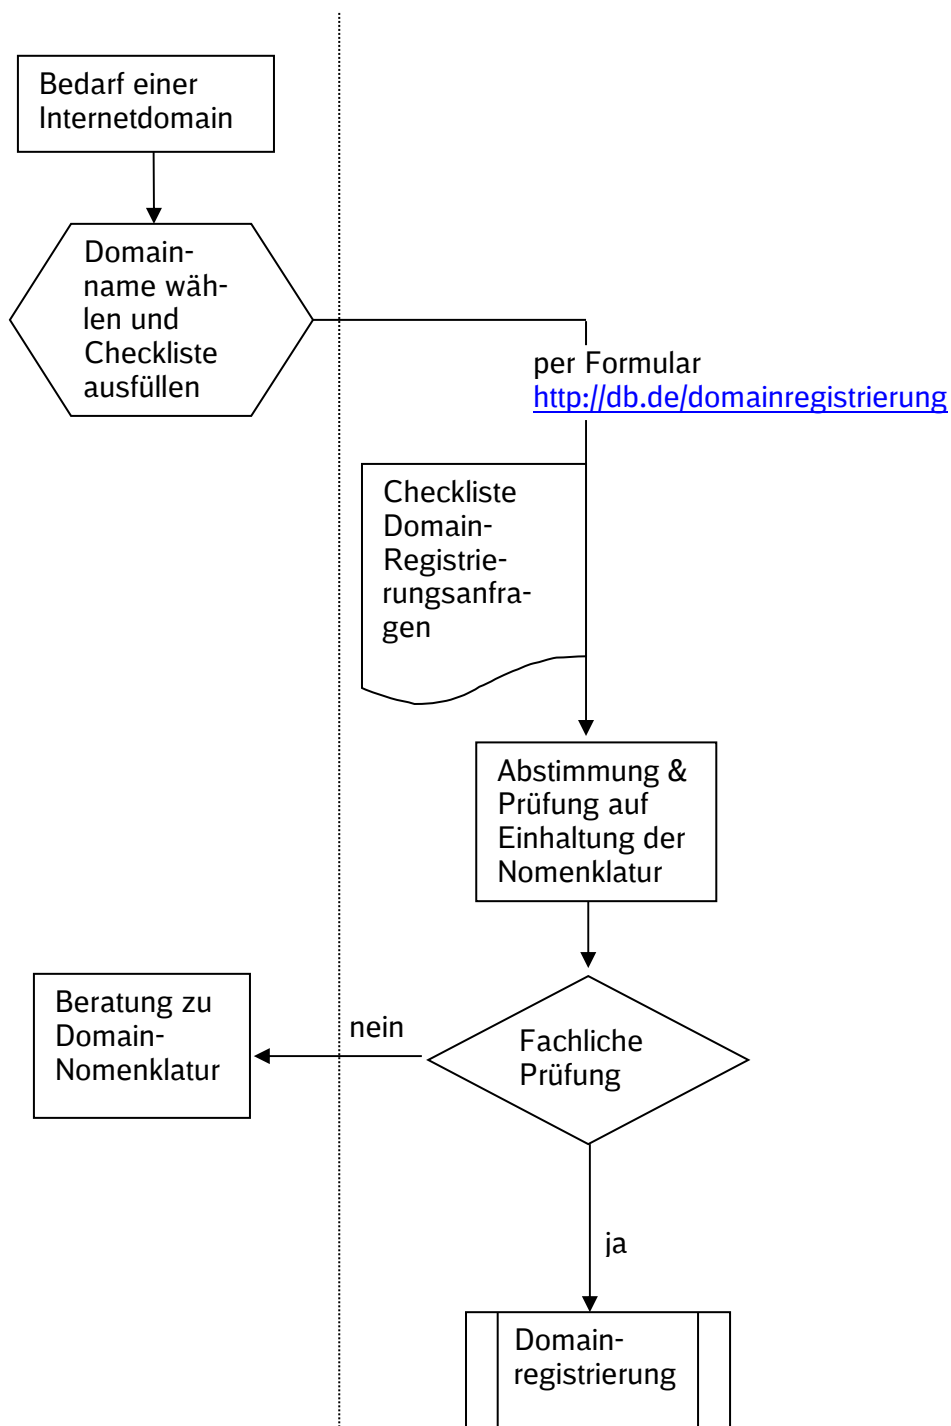 Bedarf einer
Internetdomain
Domain-
name wäh-
len und
Checkliste
ausfüllen
per Formular
http://db.de/domainregistrierung
Checkliste
Domain-
Registrie-
rungsanfra-
gen
Abstimmung &
Prüfung auf
Einhaltung der
Nomenklatur
Beratung zu
Domain-
Nomenklatur
nein
Fachliche
Prüfung
ja
Domain-
registrierung